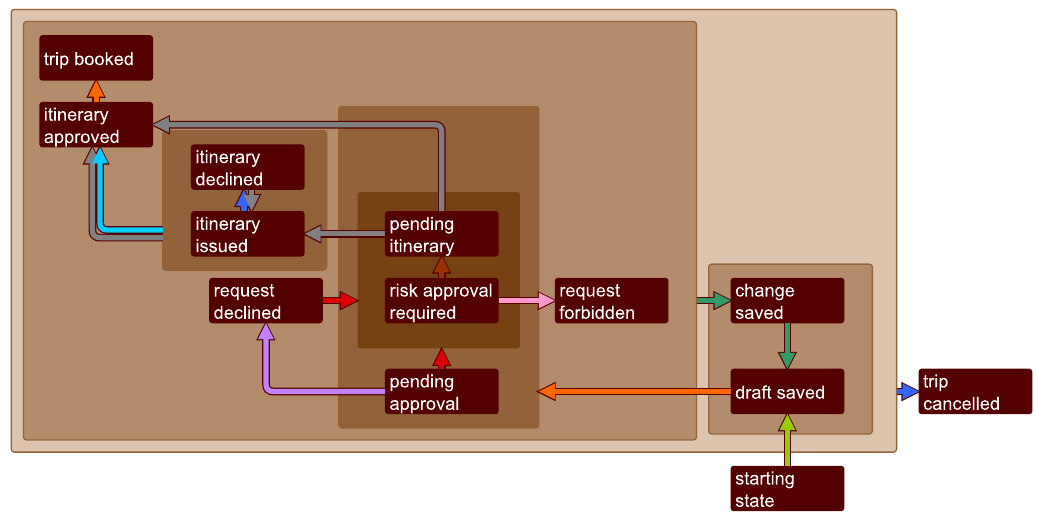 trip booked
itinerary
approved
itinerary
declined
itinerary
issued
pending
itinerary
request
declined
risk approval
required
request
forbidden
change
saved
pending
approval
draft saved
trip
cancelled
starting
state